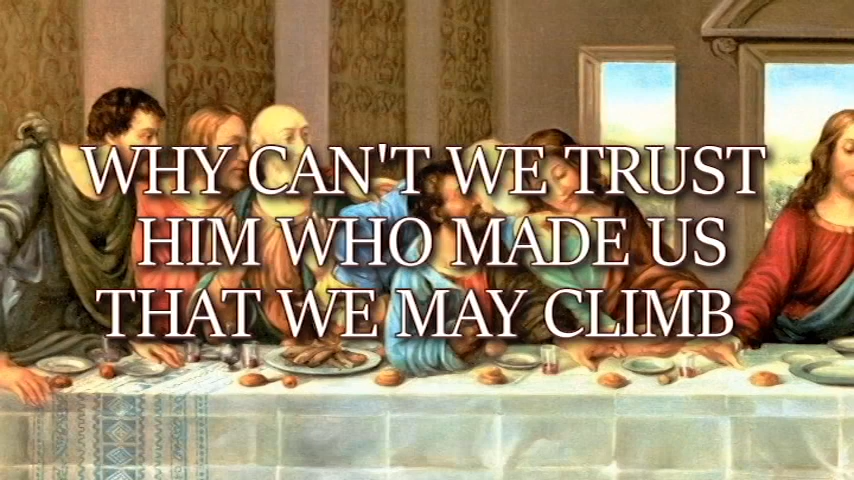 WHY CAN'T WE TRUST
HIM WHO MADE US
THAT WE MAY CLIMB